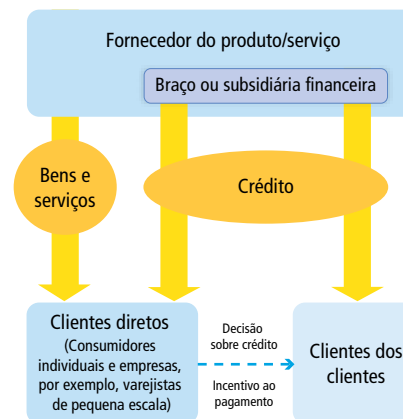 Fornecedor do produto/serviço
Braço ou subsidiária financeira
Bens e
serviços
Crédito
Clientes diretos
(Consumidores
individuais e empresas,
por exemplo, varejistas
de pequena escala)
Decisão
sobre crédito
Incentivo ao
pagamento
Clientes dos
clientes